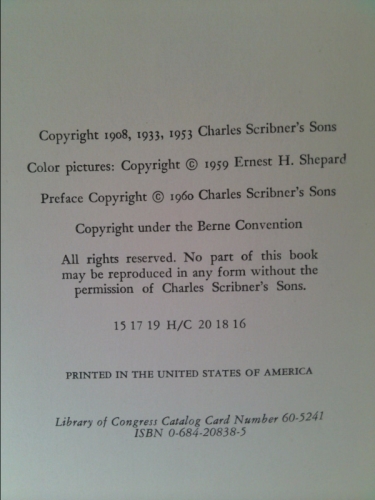 Copyright 1908, 1933, 1953 Charles Scribner's Sons
Color pictures: Copyright © 1959 Ernest H. Shepard
Preface Copyright © 1960 Charles Scribner's Sons
Copyright under the Berne Convention
All rights reserved. No part of this book
may be reproduced in any form without the
permission of Charles Scribner's Sons.
15 17 19 H/C 20 18 16
PRINTED IN THE UNITED STATES OF AMERICA
Library of Congress Catalog Card Number 60-5241
ISBN 0-684-20838-5